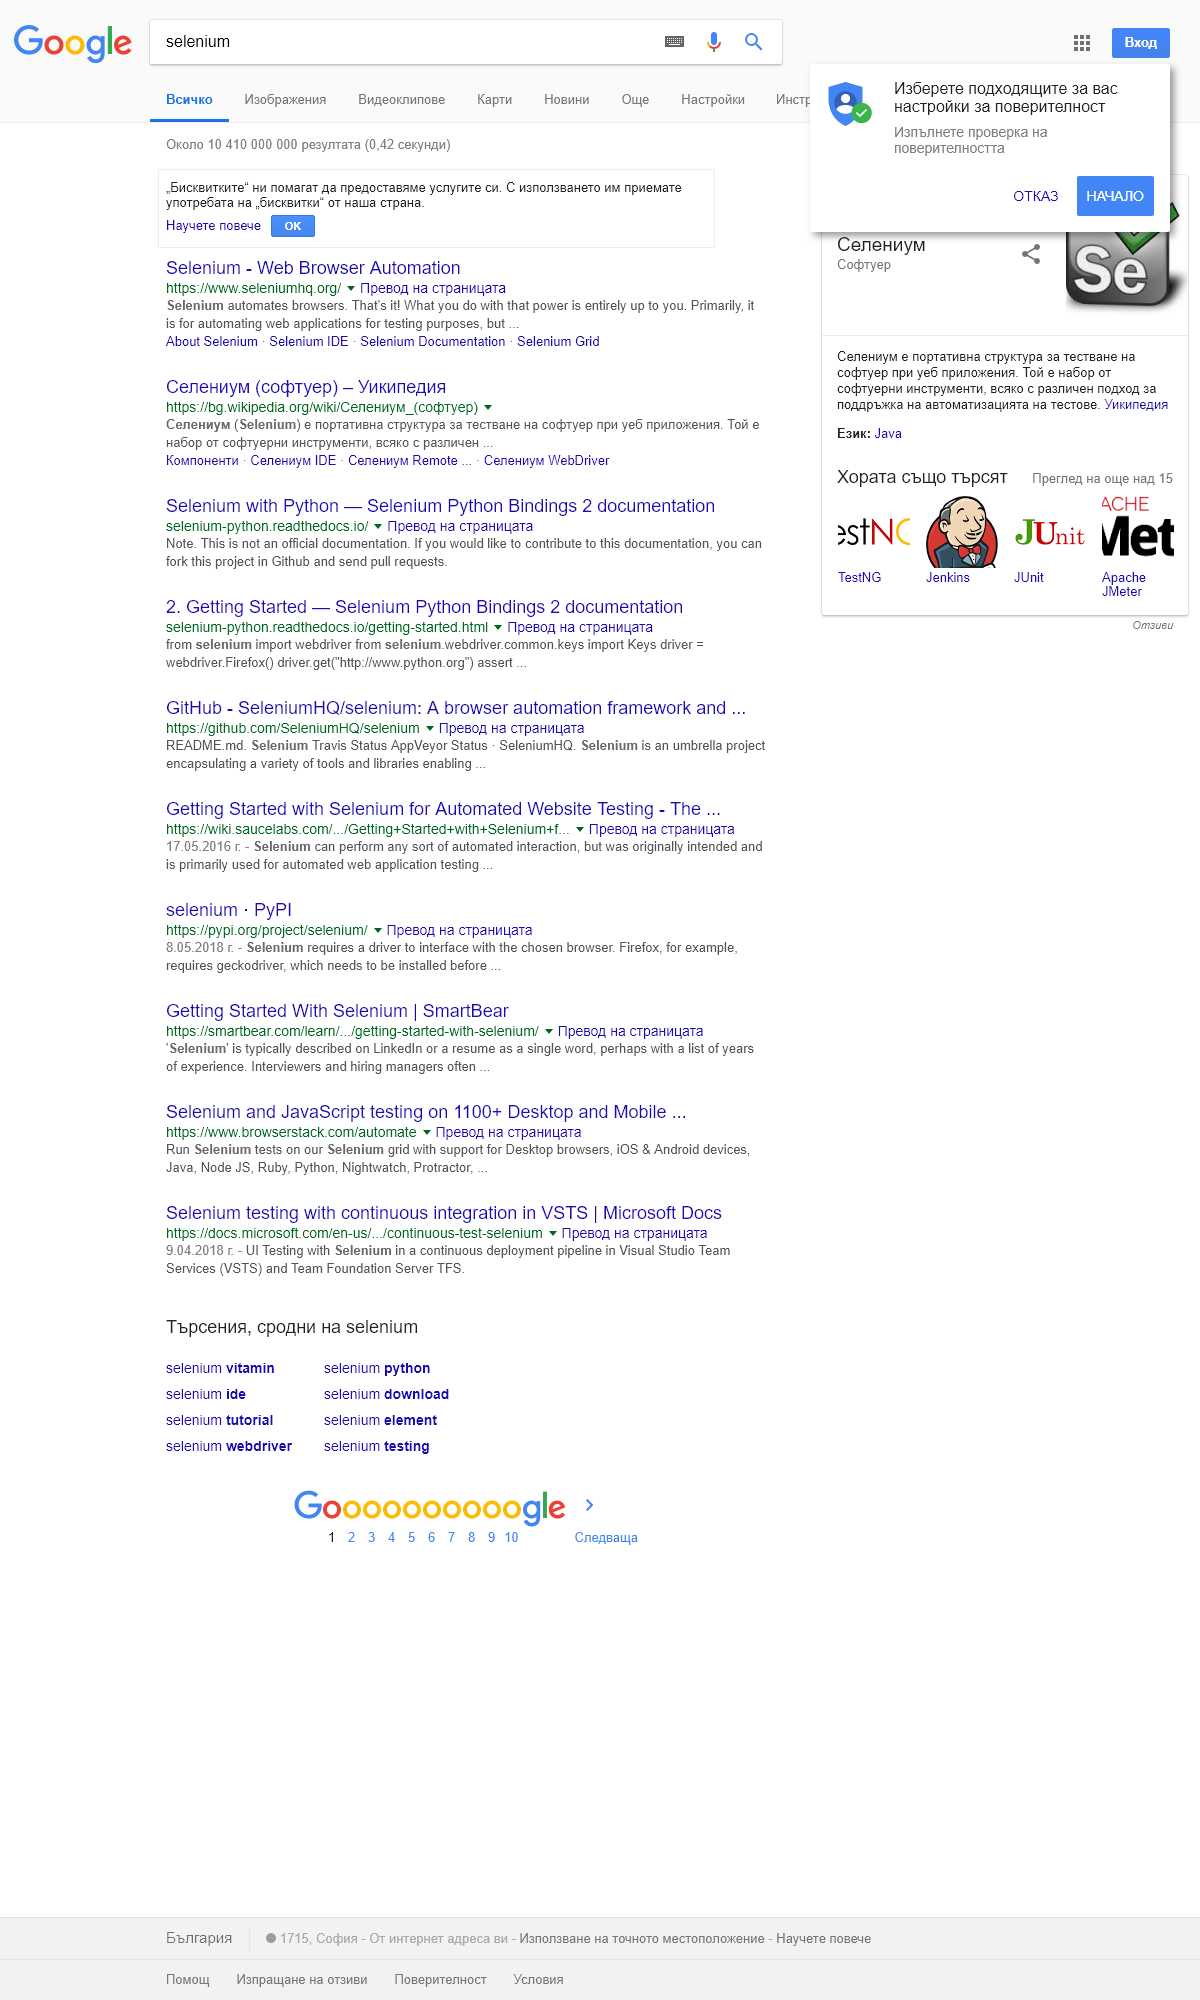 Google
selenium
Вход
Всичко Изображения Видеоклипове Карти Новини Още Настройки
Изберете подходящите за вас
настройки за поверителност
Изпълнете проверка на
поверителността
ОТКАЗ НАЧАЛО
Около 10 410 000 000 резултата (0,42 секунди)
„Бисквитките“ ни помагат да предоставяме услугите си. С използването им приемате
употребата на „бисквитки“ от наша страна.
Научете повече OK
Selenium - Web Browser Automation
https://www.seleniumhq.org/ Превод на страницата
Selenium automates browsers. That's it! What you do with that power is entirely up to you. Primarily, it
is for automating web applications for testing purposes, but ...
About Selenium · Selenium IDE · Selenium Documentation · Selenium Grid
Селениум (софтуер) – Уикипедия
https://bg.wikipedia.org/wiki/Селениум_(софтуер)
Селениум (Selenium) е портативна структура за тестване на софтуер при уеб приложения. Той е
набор от софтуерни инструменти, всяко с различен ...
Компоненти · Селениум IDE · Селениум Remote ... · Селениум WebDriver
Selenium with Python — Selenium Python Bindings 2 documentation
selenium-python.readthedocs.io/ Превод на страницата
Note. This is not an official documentation. If you would like to contribute to this documentation, you can
fork this project in Github and send pull requests.
2. Getting Started — Selenium Python Bindings 2 documentation
selenium-python.readthedocs.io/getting-started.html Превод на страницата
from selenium import webdriver from selenium.webdriver.common.keys import Keys driver =
webdriver.Firefox() driver.get("http://www.python.org") assert ...
GitHub - SeleniumHQ/selenium: A browser automation framework and ...
https://github.com/SeleniumHQ/selenium Превод на страницата
README.md. Selenium Travis Status AppVeyor Status · SeleniumHQ. Selenium is an umbrella project
encapsulating a variety of tools and libraries enabling ...
Getting Started with Selenium for Automated Website Testing - The ...
https://wiki.saucelabs.com/.../Getting+Started+with+Selenium+f... Превод на страницата
17.05.2016 г. - Selenium can perform any sort of automated interaction, but was originally intended and
is primarily used for automated web application testing ...
selenium · PyPI
https://pypi.org/project/selenium/ Превод на страницата
8.05.2018 г. - Selenium requires a driver to interface with the chosen browser. Firefox, for example,
requires geckodriver, which needs to be installed before ...
Getting Started With Selenium | SmartBear
https://smartbear.com/learn/.../getting-started-with-selenium/ Превод на страницата
'Selenium' is typically described on LinkedIn or a resume as a single word, perhaps with a list of years
of experience. Interviewers and hiring managers often ...
Selenium and JavaScript testing on 1100+ Desktop and Mobile ...
https://www.browserstack.com/automate Превод на страницата
Run Selenium tests on our Selenium grid with support for Desktop browsers, iOS & Android devices,
Java, Node JS, Ruby, Python, Nightwatch, Protractor, ...
Selenium testing with continuous integration in VSTS | Microsoft Docs
https://docs.microsoft.com/en-us/.../continuous-test-selenium Превод на страницата
9.04.2018 г. - UI Testing with Selenium in a continuous deployment pipeline in Visual Studio Team
Services (VSTS) and Team Foundation Server TFS.
Селениум
Софтуер
Se
Селениум е портативна структура за тестване на
софтуер при уеб приложения. Той е набор от
софтуерни инструменти, всяко с различен подход за
поддръжка на автоматизацията на тестове. Уикипедия
Език: Java
Хората също търсят Преглед на още над 15
JUnit
TestNG Jenkins JUnit Apache
JMeter
Отзиви
Търсения, сродни на selenium
selenium vitamin selenium python
selenium ide selenium download
selenium tutorial selenium element
selenium webdriver selenium testing
Goooooooooogle
1 2 3 4 5 6 7 8 9 10 Следваща
България 1715, София - От интернет адреса ви - Използване на точното местоположение - Научете повече
Помощ Изпращане на отзиви Поверителност Условия